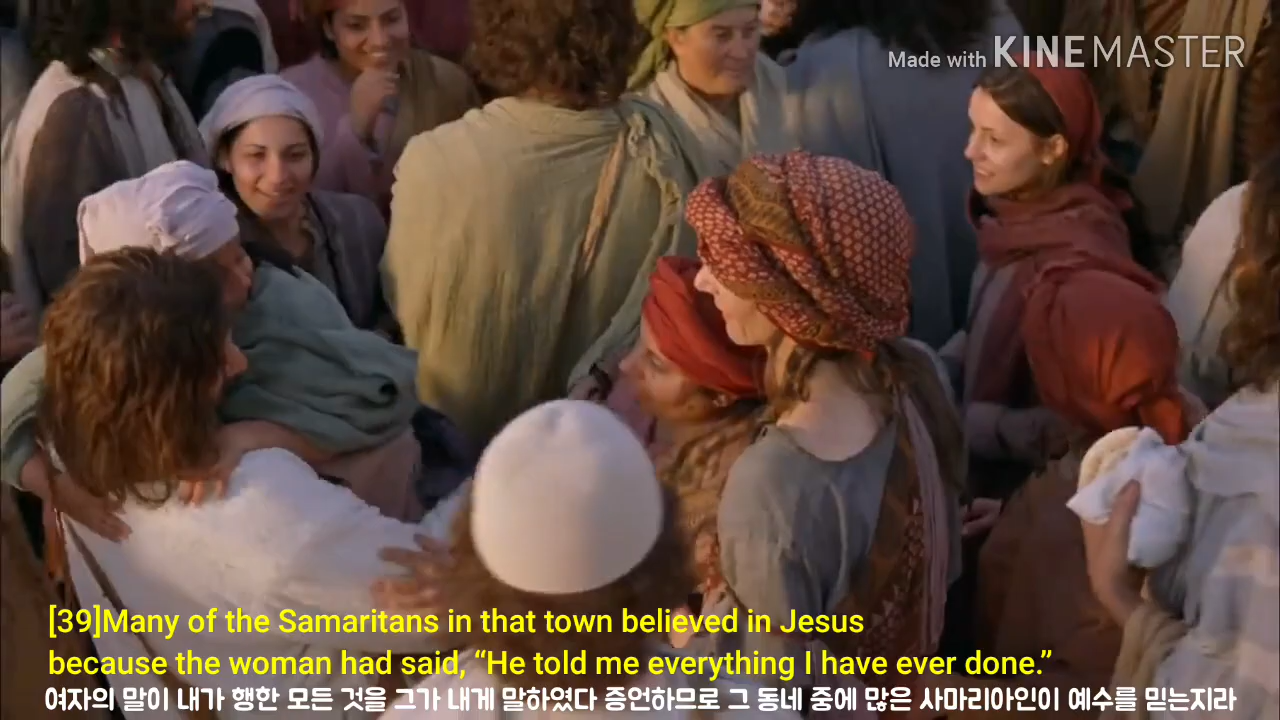 Made with KINEMASTER
[39]Many of the Samaritans in that town believed in Jesus
because the woman had said, “He told me everything I have ever done.”
여자의 말이 내가 행한 모든 것을 그가 내게 말하였다 증언하므로 그 동네 중에 많은 사마리아인이 예수를 믿는지라